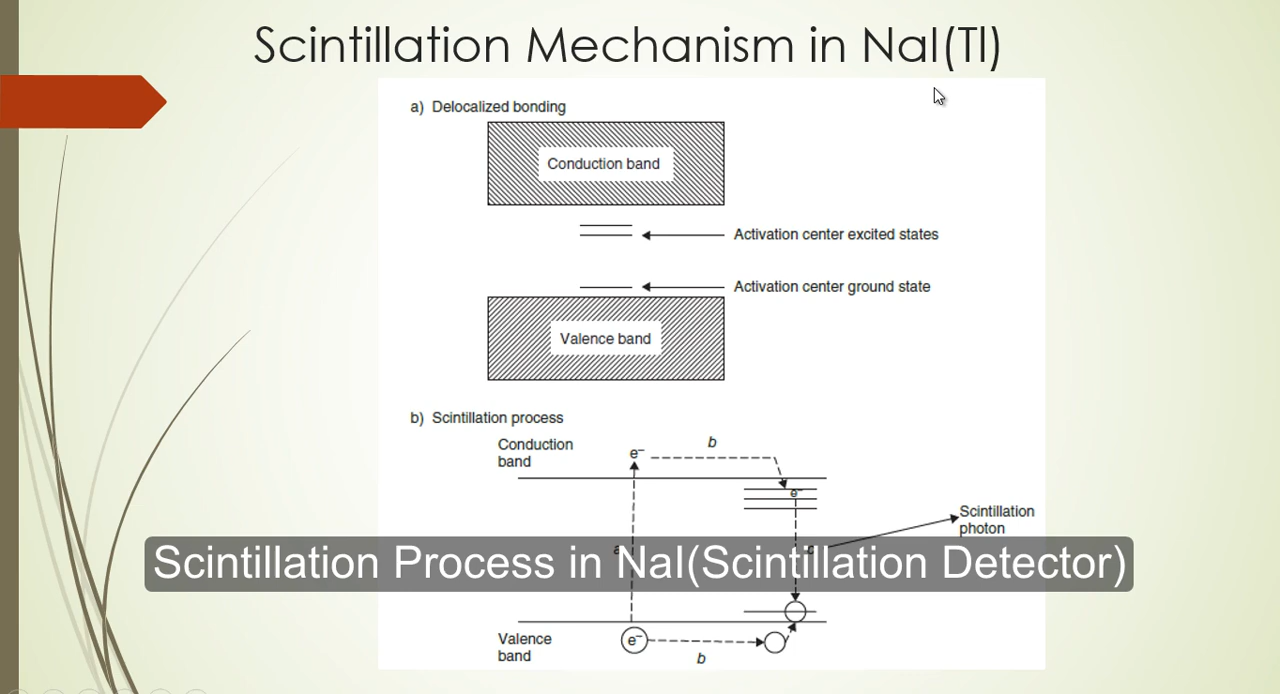 Scintillation Mechanism in NaI(Tl)
a) Delocalized bonding
Conduction band
Activation center excited states
Activation center ground state
Valence band
b) Scintillation process
Conduction
band
e⁻
b
e⁻
Scintillation
photon
a
Scintillation Process in NaI(Scintillation Detector)
Valence
band
e⁻
b